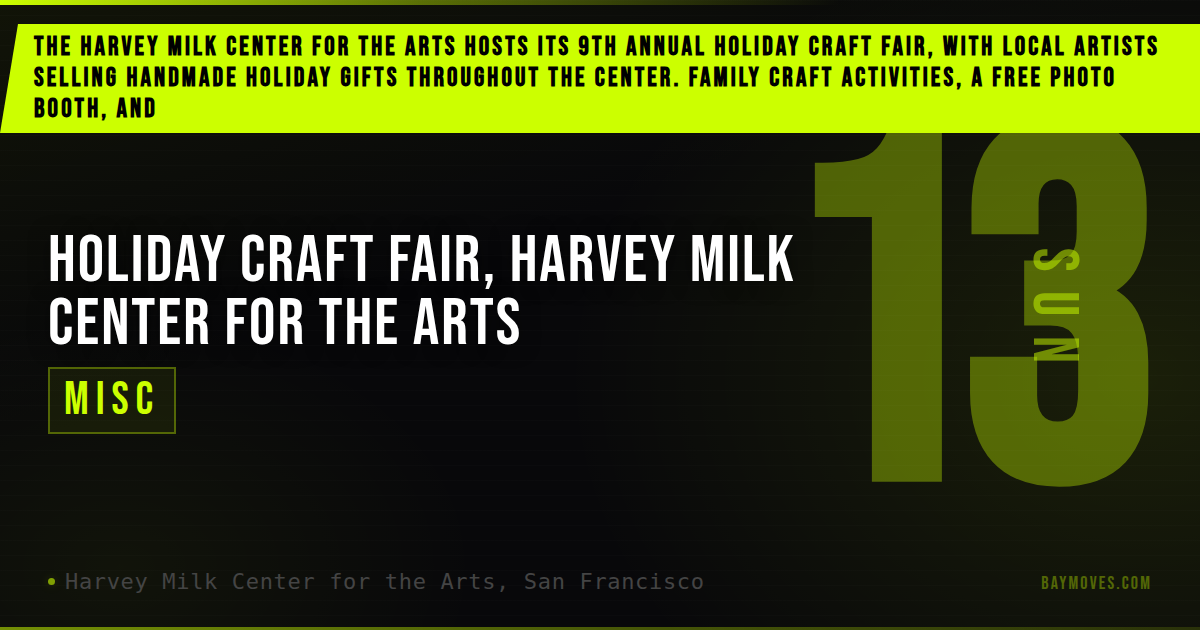 THE HARVEY MILK CENTER FOR THE ARTS HOSTS ITS 9TH ANNUAL HOLIDAY CRAFT FAIR, WITH LOCAL ARTISTS
SELLING HANDMADE HOLIDAY GIFTS THROUGHOUT THE CENTER. FAMILY CRAFT ACTIVITIES, A FREE PHOTO
BOOTH, AND
13
SUN
HOLIDAY CRAFT FAIR, HARVEY MILK
CENTER FOR THE ARTS
MISC
Harvey Milk Center for the Arts, San Francisco
BAYMOVES.COM